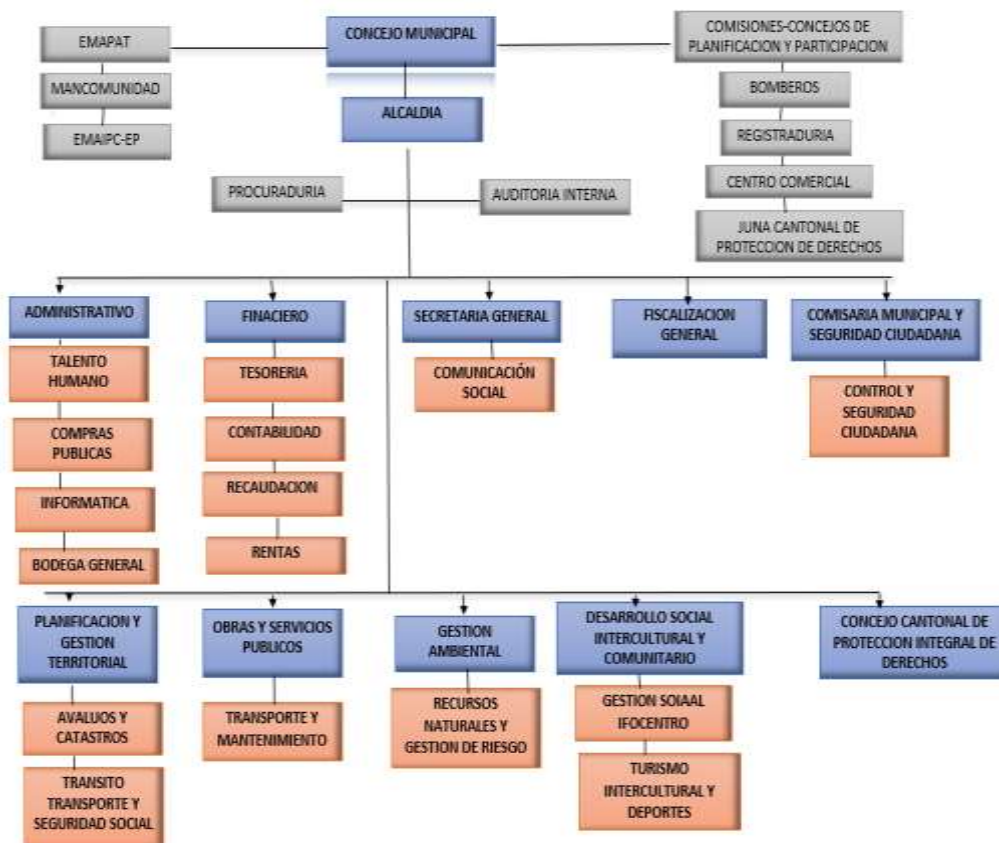 EMAPAT
CONCEJO MUNICIPAL
COMISIONES-CONCEJOS DE
PLANIFICACION Y PARTICIPACION
MANCOMUNIDAD
BOMBEROS
ALCALDIA
EMAIPC-EP
REGISTRADURIA
PROCURADURIA
AUDITORIA INTERNA
CENTRO COMERCIAL
JUNA CANTONAL DE
PROTECCION DE DERECHOS
ADMINISTRATIVO
FINACIERO
SECRETARIA GENERAL
FISCALIZACION
GENERAL
COMISARIA MUNICIPAL Y
SEGURIDAD CIUDADANA
TALENTO
HUMANO
TESORERIA
COMUNICACIÓN
SOCIAL
CONTROL Y
SEGURIDAD
CIUDADANA
COMPRAS
PUBLICAS
CONTABILIDAD
INFORMATICA
RECAUDACION
BODEGA GENERAL
RENTAS
PLANIFICACION Y
GESTION
TERRITORIAL
OBRAS Y SERVICIOS
PUBLICOS
GESTION
AMBIENTAL
DESARROLLO SOCIAL
INTERCULTURAL Y
COMUNITARIO
CONCEJO CANTONAL DE
PROTECCION INTEGRAL DE
DERECHOS
AVALUOS Y
CATASTROS
TRANSPORTE Y
MANTENIMIENTO
RECURSOS
NATURALES Y
GESTION DE RIESGO
GESTION SOIAAL
IFOCENTRO
TRANSITO
TRANSPORTE Y
SEGURIDAD SOCIAL
TURISMO
INTERCULTURAL Y
DEPORTES